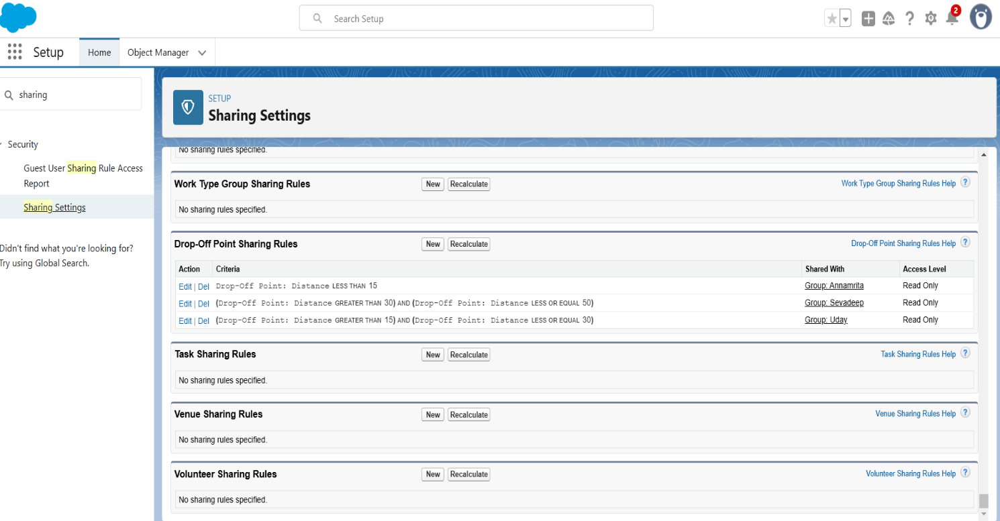 Search Setup
2
Setup
Home
Object Manager
sharing
Security
Guest User Sharing Rule Access
Report
Sharing Settings
Didn't find what you're looking for?
Try using Global Search.
SETUP
Sharing Settings
No sharing rules specified.
Work Type Group Sharing Rules New Recalculate Work Type Group Sharing Rules Help ?
No sharing rules specified.
Drop-Off Point Sharing Rules New Recalculate Drop-Off Point Sharing Rules Help ?
Action Criteria Shared With Access Level
Edit | Del Drop-Off Point: Distance LESS THAN 15 Group: Annamrita Read Only
Edit | Del (Drop-Off Point: Distance GREATER THAN 30) AND (Drop-Off Point: Distance LESS OR EQUAL 50) Group: Sevadeep Read Only
Edit | Del (Drop-Off Point: Distance GREATER THAN 15) AND (Drop-Off Point: Distance LESS OR EQUAL 30) Group: Uday Read Only
Task Sharing Rules New Recalculate Task Sharing Rules Help ?
No sharing rules specified.
Venue Sharing Rules New Recalculate Venue Sharing Rules Help ?
No sharing rules specified.
Volunteer Sharing Rules New Recalculate Volunteer Sharing Rules Help ?
No sharing rules specified.